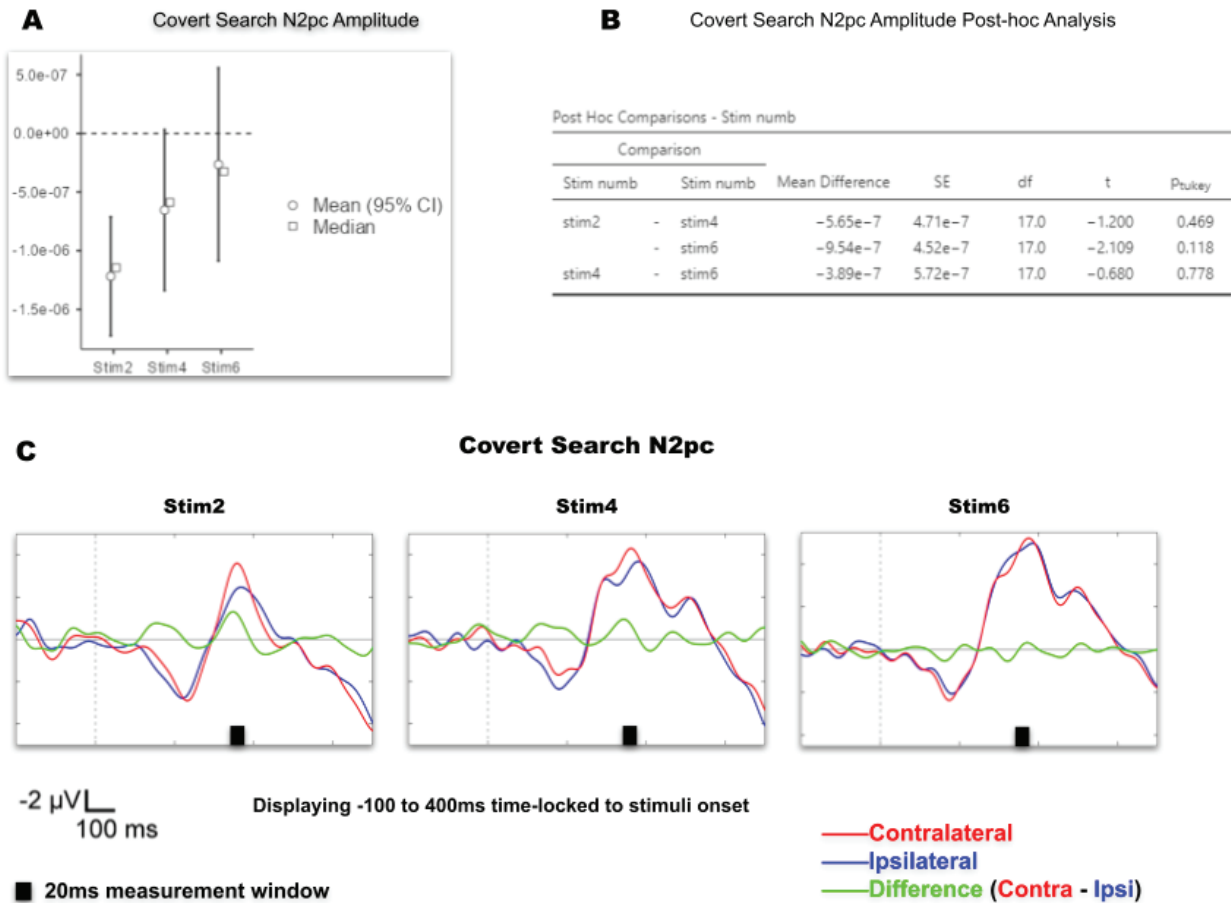 A
Covert Search N2pc Amplitude
5.0e-07
0.0e+00
-5.0e-07
-1.0e-06
-1.5e-06
Stim2 Stim4 Stim6
Mean (95% CI)
Median
B
Covert Search N2pc Amplitude Post-hoc Analysis
Post Hoc Comparisons - Stim numb
Comparison
Stim numb Stim numb Mean Difference SE df t Ptukey
stim2 - stim4 −5.65e−7 4.71e−7 17.0 −1.200 0.469
- stim6 −9.54e−7 4.52e−7 17.0 −2.109 0.118
stim4 - stim6 −3.89e−7 5.72e−7 17.0 −0.680 0.778
C
Covert Search N2pc
Stim2 Stim4 Stim6
-2 µV
100 ms
Displaying -100 to 400ms time-locked to stimuli onset
20ms measurement window
Contralateral
Ipsilateral
Difference (Contra - Ipsi)